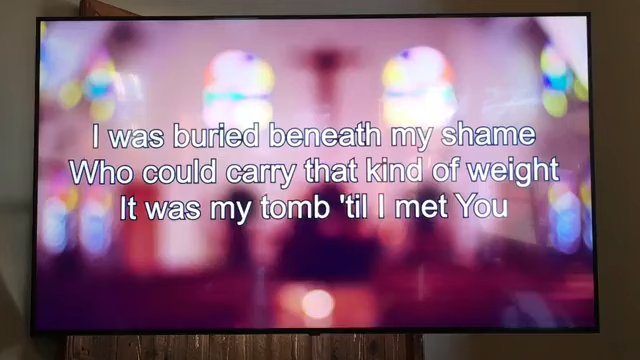 I was buried beneath my shame
Who could carry that kind of weight
It was my tomb 'til I met You